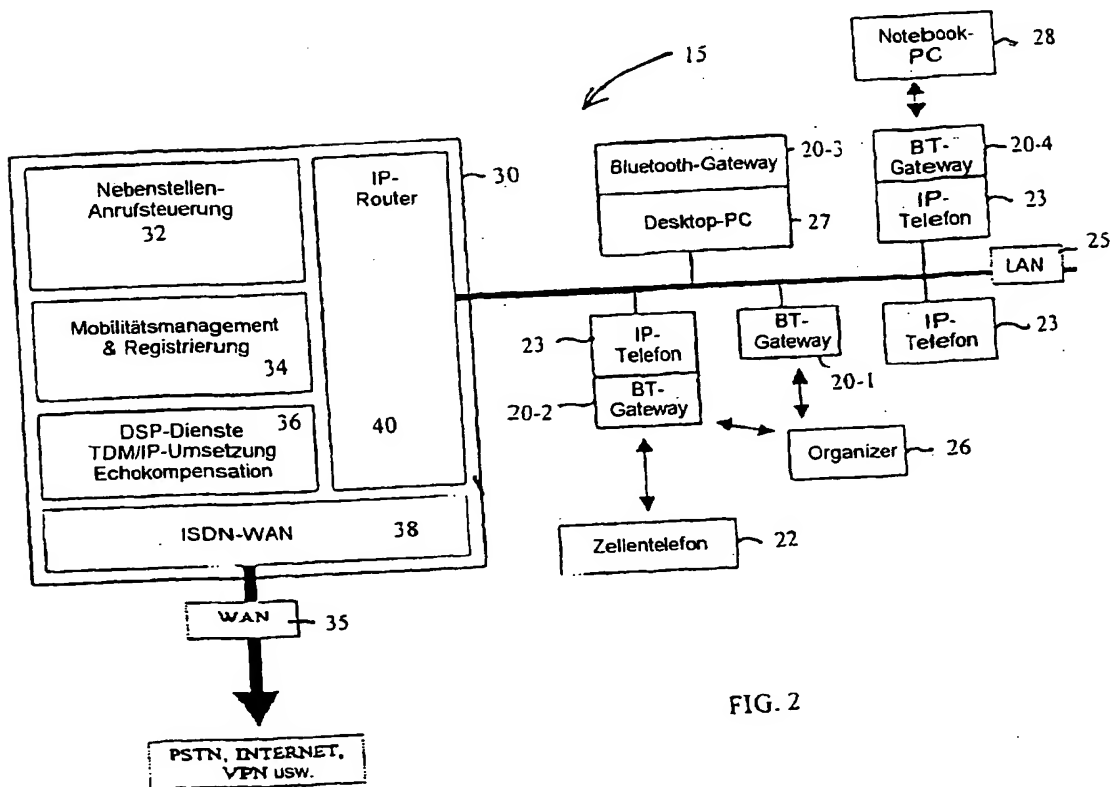 15
Notebook-
PC
28
Bluetooth-Gateway
20-3
Desktop-PC
27
BT-
Gateway
20-4
IP-
Telefon
23
LAN
25
Nebenstellen-
Anrufsteuerung
32
IP-
Router
30
Mobilitätsmanagement
& Registrierung
34
DSP-Dienste
36
TDM/IP-Umsetzung
Echokompensation
40
ISDN-WAN
38
23
IP-
Telefon
20-2
BT-
Gateway
BT-
Gateway
20-1
IP-
Telefon
23
Organizer
26
Zellentelefon
22
WAN
35
PSTN, INTERNET,
VPN usw.
FIG. 2